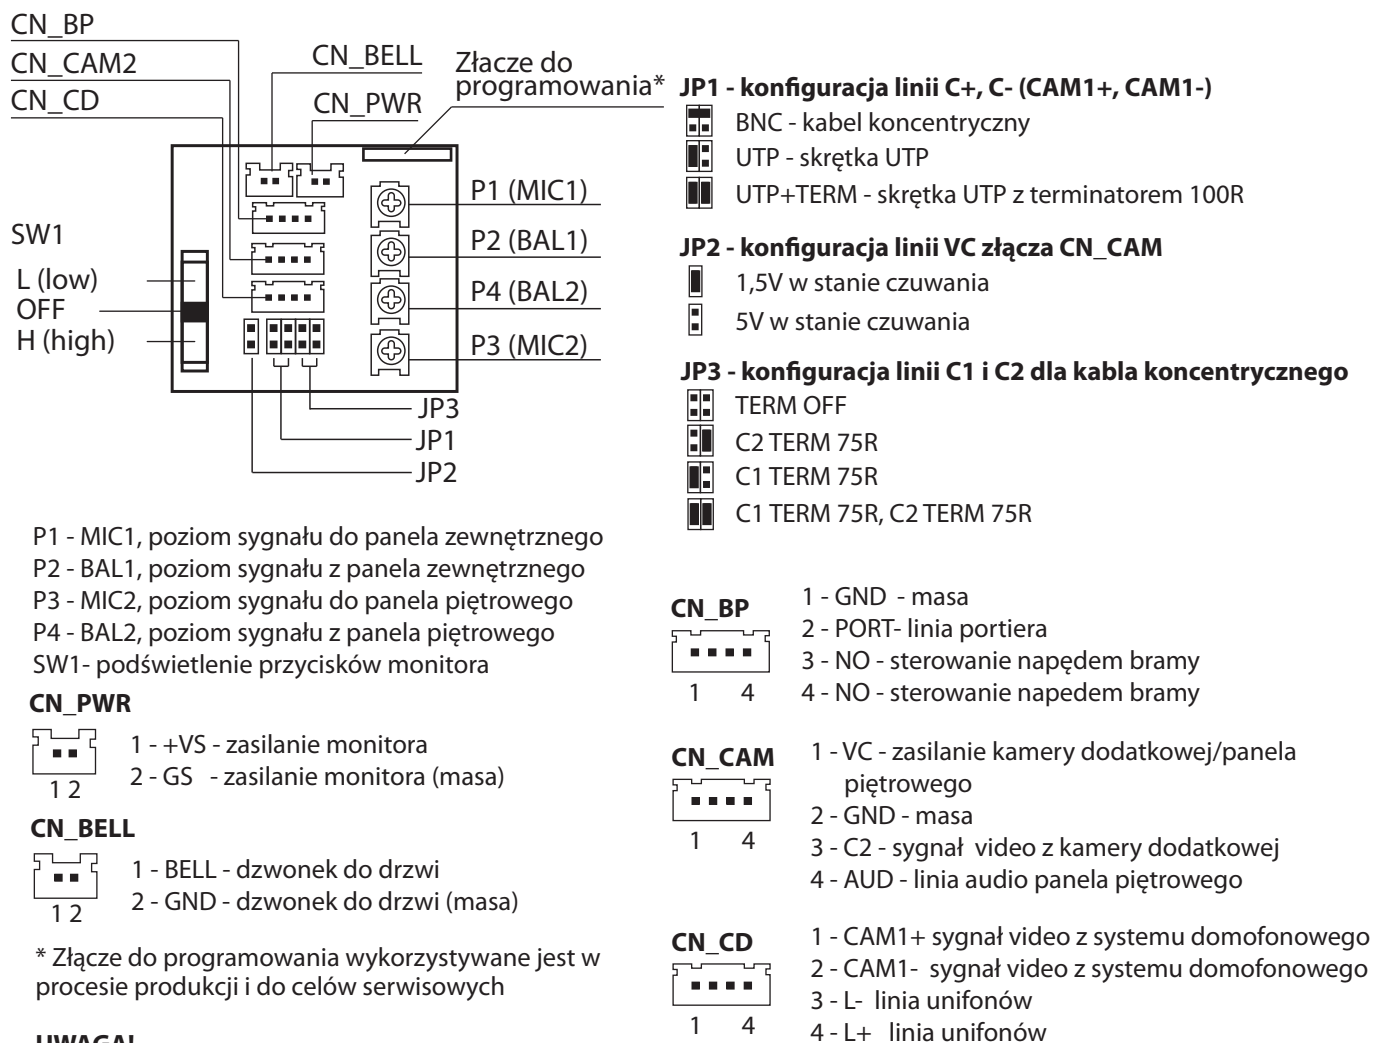 CN_BP
CN_CAM2
CN_CD
CN_BELL
CN_PWR
Złacze do
programowania*
SW1
L (low)
OFF
H (high)
P1 (MIC1)
P2 (BAL1)
P4 (BAL2)
P3 (MIC2)
JP3
JP1
JP2
P1 - MIC1, poziom sygnału do panela zewnętrznego
P2 - BAL1, poziom sygnału z panela zewnętrznego
P3 - MIC2, poziom sygnału do panela piętrowego
P4 - BAL2, poziom sygnału z panela piętrowego
SW1- podświetlenie przycisków monitora
CN_PWR
1 - +VS - zasilanie monitora
2 - GS - zasilanie monitora (masa)
1 2
CN_BELL
1 - BELL - dzwonek do drzwi
2 - GND - dzwonek do drzwi (masa)
1 2
* Złącze do programowania wykorzystywane jest w
procesie produkcji i do celów serwisowych
UWAGA!
JP1 - konfiguracja linii C+, C- (CAM1+, CAM1-)
BNC - kabel koncentryczny
UTP - skrętka UTP
UTP+TERM - skrętka UTP z terminatorem 100R
JP2 - konfiguracja linii VC złącza CN_CAM
1,5V w stanie czuwania
5V w stanie czuwania
JP3 - konfiguracja linii C1 i C2 dla kabla koncentrycznego
TERM OFF
C2 TERM 75R
C1 TERM 75R
C1 TERM 75R, C2 TERM 75R
CN_BP
1 4
1 - GND - masa
2 - PORT- linia portiera
3 - NO - sterowanie napędem bramy
4 - NO - sterowanie napedem bramy
CN_CAM
1 4
1 - VC - zasilanie kamery dodatkowej/panela
piętrowego
2 - GND - masa
3 - C2 - sygnał video z kamery dodatkowej
4 - AUD - linia audio panela piętrowego
CN_CD
1 4
1 - CAM1+ sygnał video z systemu domofonowego
2 - CAM1- sygnał video z systemu domofonowego
3 - L- linia unifonów
4 - L+ linia unifonów